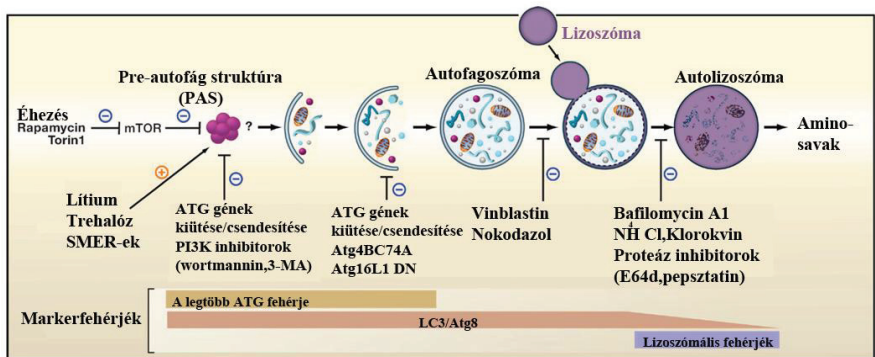 Lizoszóma
Pre-autofág struktúra
(PAS)
Autofagoszóma
Autolizoszóma
Éhezés
Rapamycin
Torin1
mTOR
?
Amino-
savak
Lítium
Trehalóz
SMER-ek
ATG gének
kiütése/csendesítése
PI3K inhibitorok
(wortmannin,3-MA)
ATG gének
kiütése/csendesítése
Atg4BC74A
Atg16L1 DN
Vinblastin
Nokodazol
Bafilomycin A1
NH4Cl,Klorokvin
Proteáz inhibitorok
(E64d,pepsztatin)
Markerfehérjék
A legtöbb ATG fehérje
LC3/Atg8
Lizoszómális fehérjék